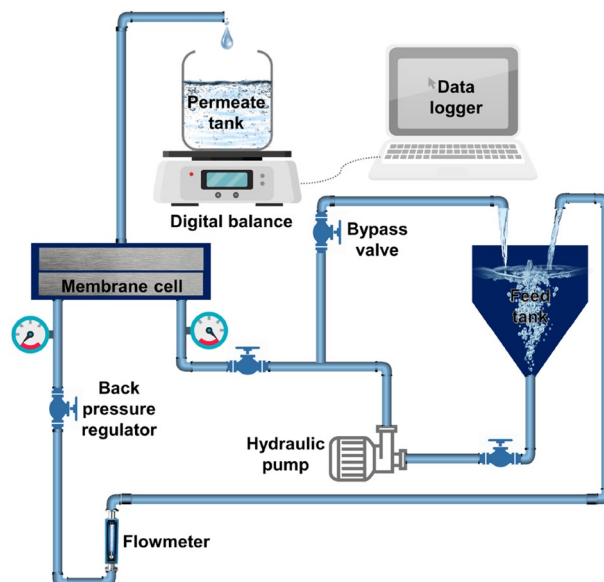 Permeate
tank
Data
logger
Digital balance
Bypass
valve
Membrane cell
Feed
tank
Back
pressure
regulator
Hydraulic
pump
Flowmeter